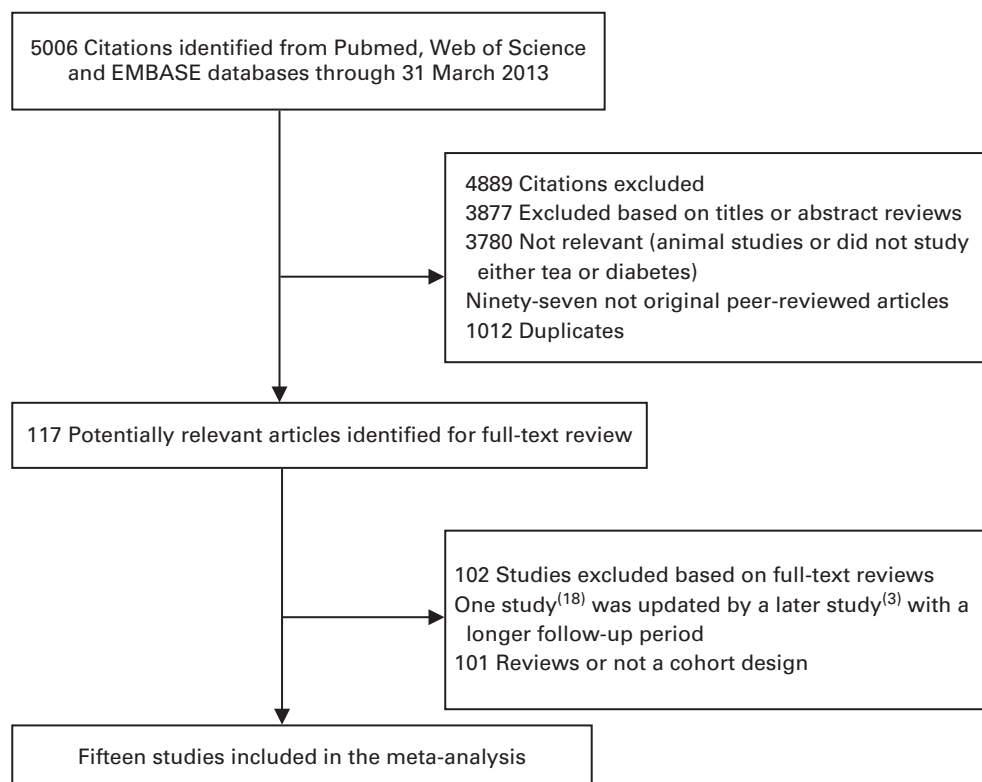 5006 Citations identified from Pubmed, Web of Science
and EMBASE databases through 31 March 2013
4889 Citations excluded
3877 Excluded based on titles or abstract reviews
3780 Not relevant (animal studies or did not study
either tea or diabetes)
Ninety-seven not original peer-reviewed articles
1012 Duplicates
117 Potentially relevant articles identified for full-text review
102 Studies excluded based on full-text reviews
One study(18) was updated by a later study(3) with a
longer follow-up period
101 Reviews or not a cohort design
Fifteen studies included in the meta-analysis